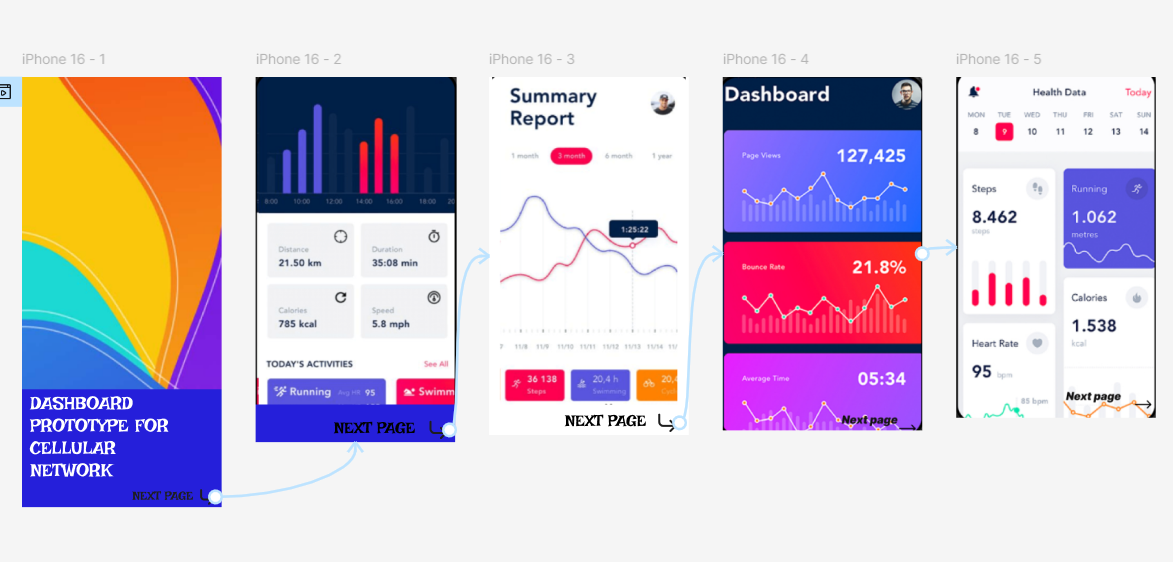 iPhone 16 - 1
DASHBOARD
PROTOTYPE FOR
CELLULAR
NETWORK
NEXT PAGE
iPhone 16 - 2
8:00 10:00 12:00 14:00 16:00 18:00 20
Distance
21.50 km
Duration
35:08 min
Calories
785 kcal
Speed
5.8 mph
TODAY'S ACTIVITIES See All
Running Avg HR 95
Swimm
NEXT PAGE
iPhone 16 - 3
Summary
Report
1 month 3 month 6 month 1 year
1:25:22
11/8 11/9 11/10 11/11 11/12 11/13 11/14 11/
36 138
Steps
20,4 h
Swimming
20,4
NEXT PAGE
iPhone 16 - 4
Dashboard
Page Views 127,425
Bounce Rate 21.8%
Average Time 05:34
Next page
iPhone 16 - 5
Health Data Today
MON TUE WED THU FRI SAT SUN
8 9 10 11 12 13 14
Steps
8.462
steps
Running
1.062
metres
Calories
1.538
kcal
Heart Rate
95 bpm
85 bpm
Next page